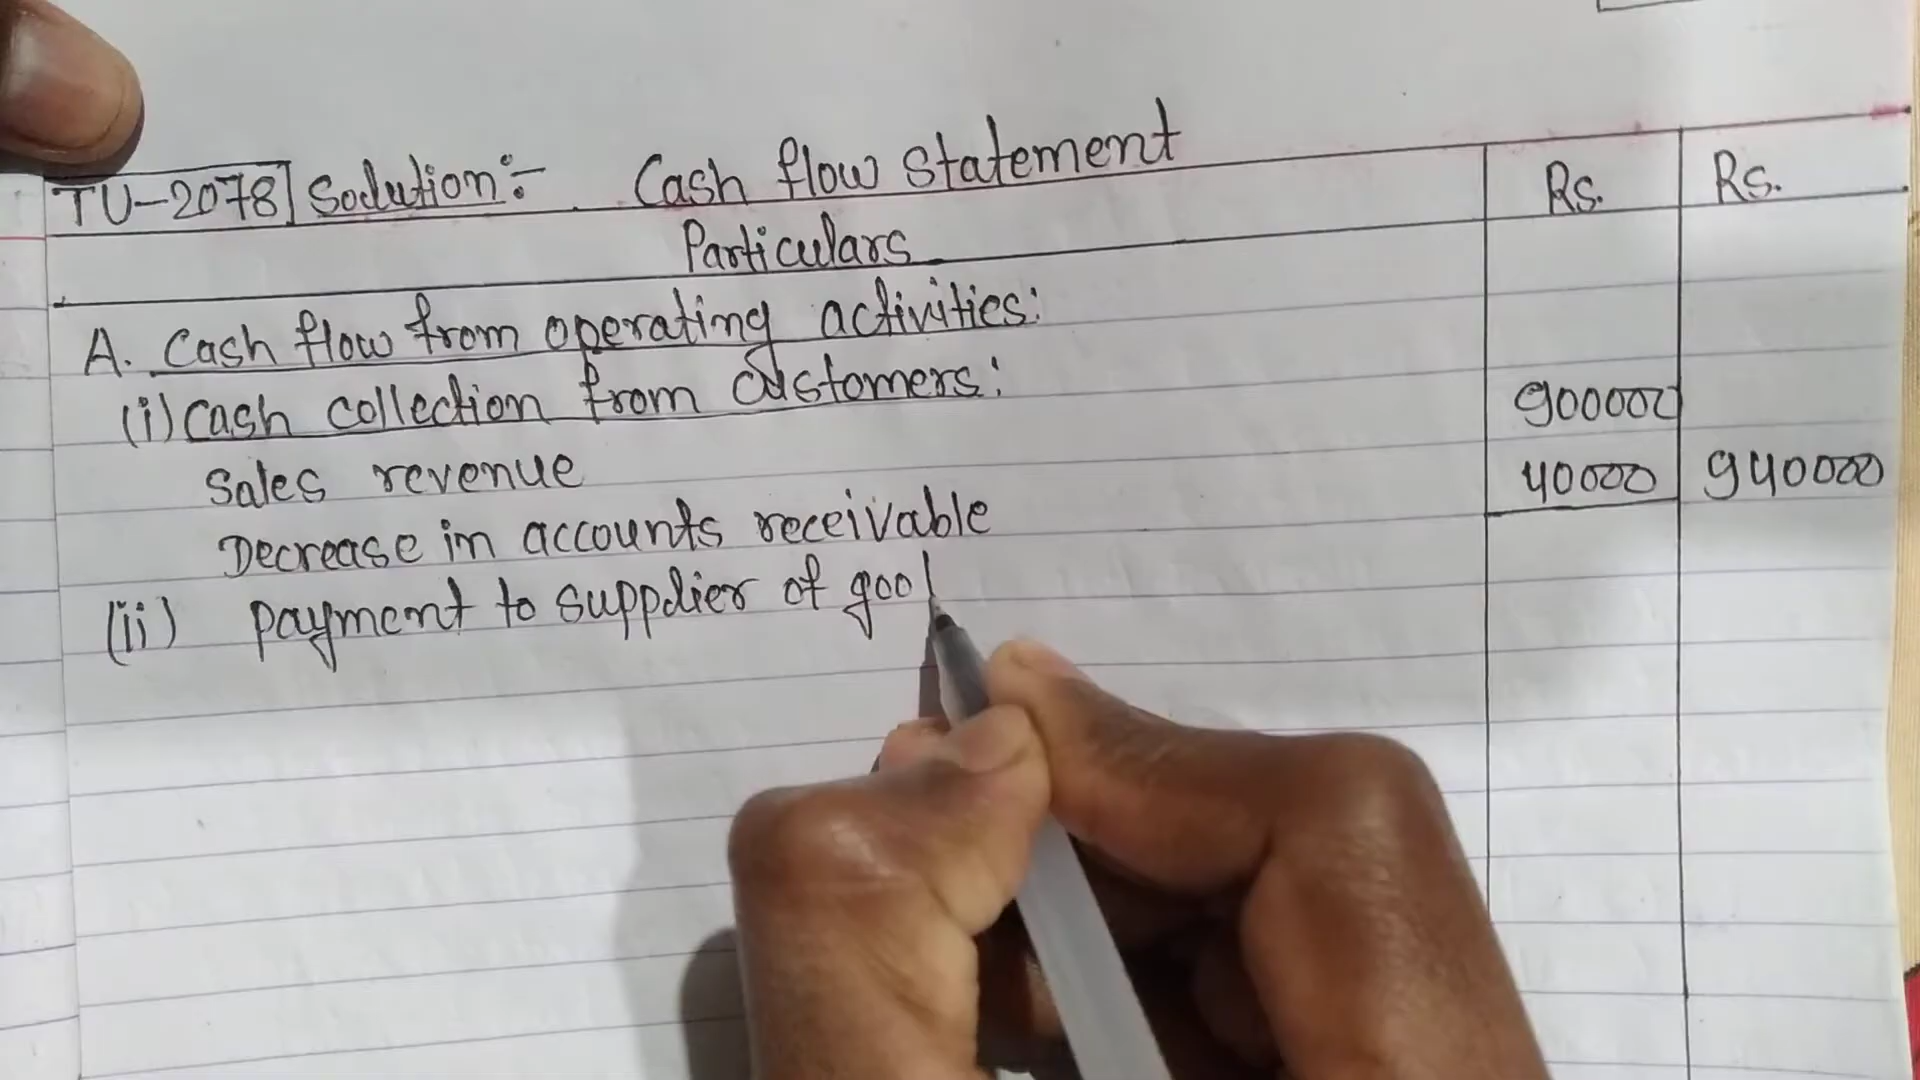 TU-2078 Solution:- Cash flow statement
Particulars Rs. Rs.
A. Cash flow from operating activities:
(i) Cash collection from customers:
Sales revenue 900000
Decrease in accounts receivable 40000 940000
(ii) Payment to supplier of goo